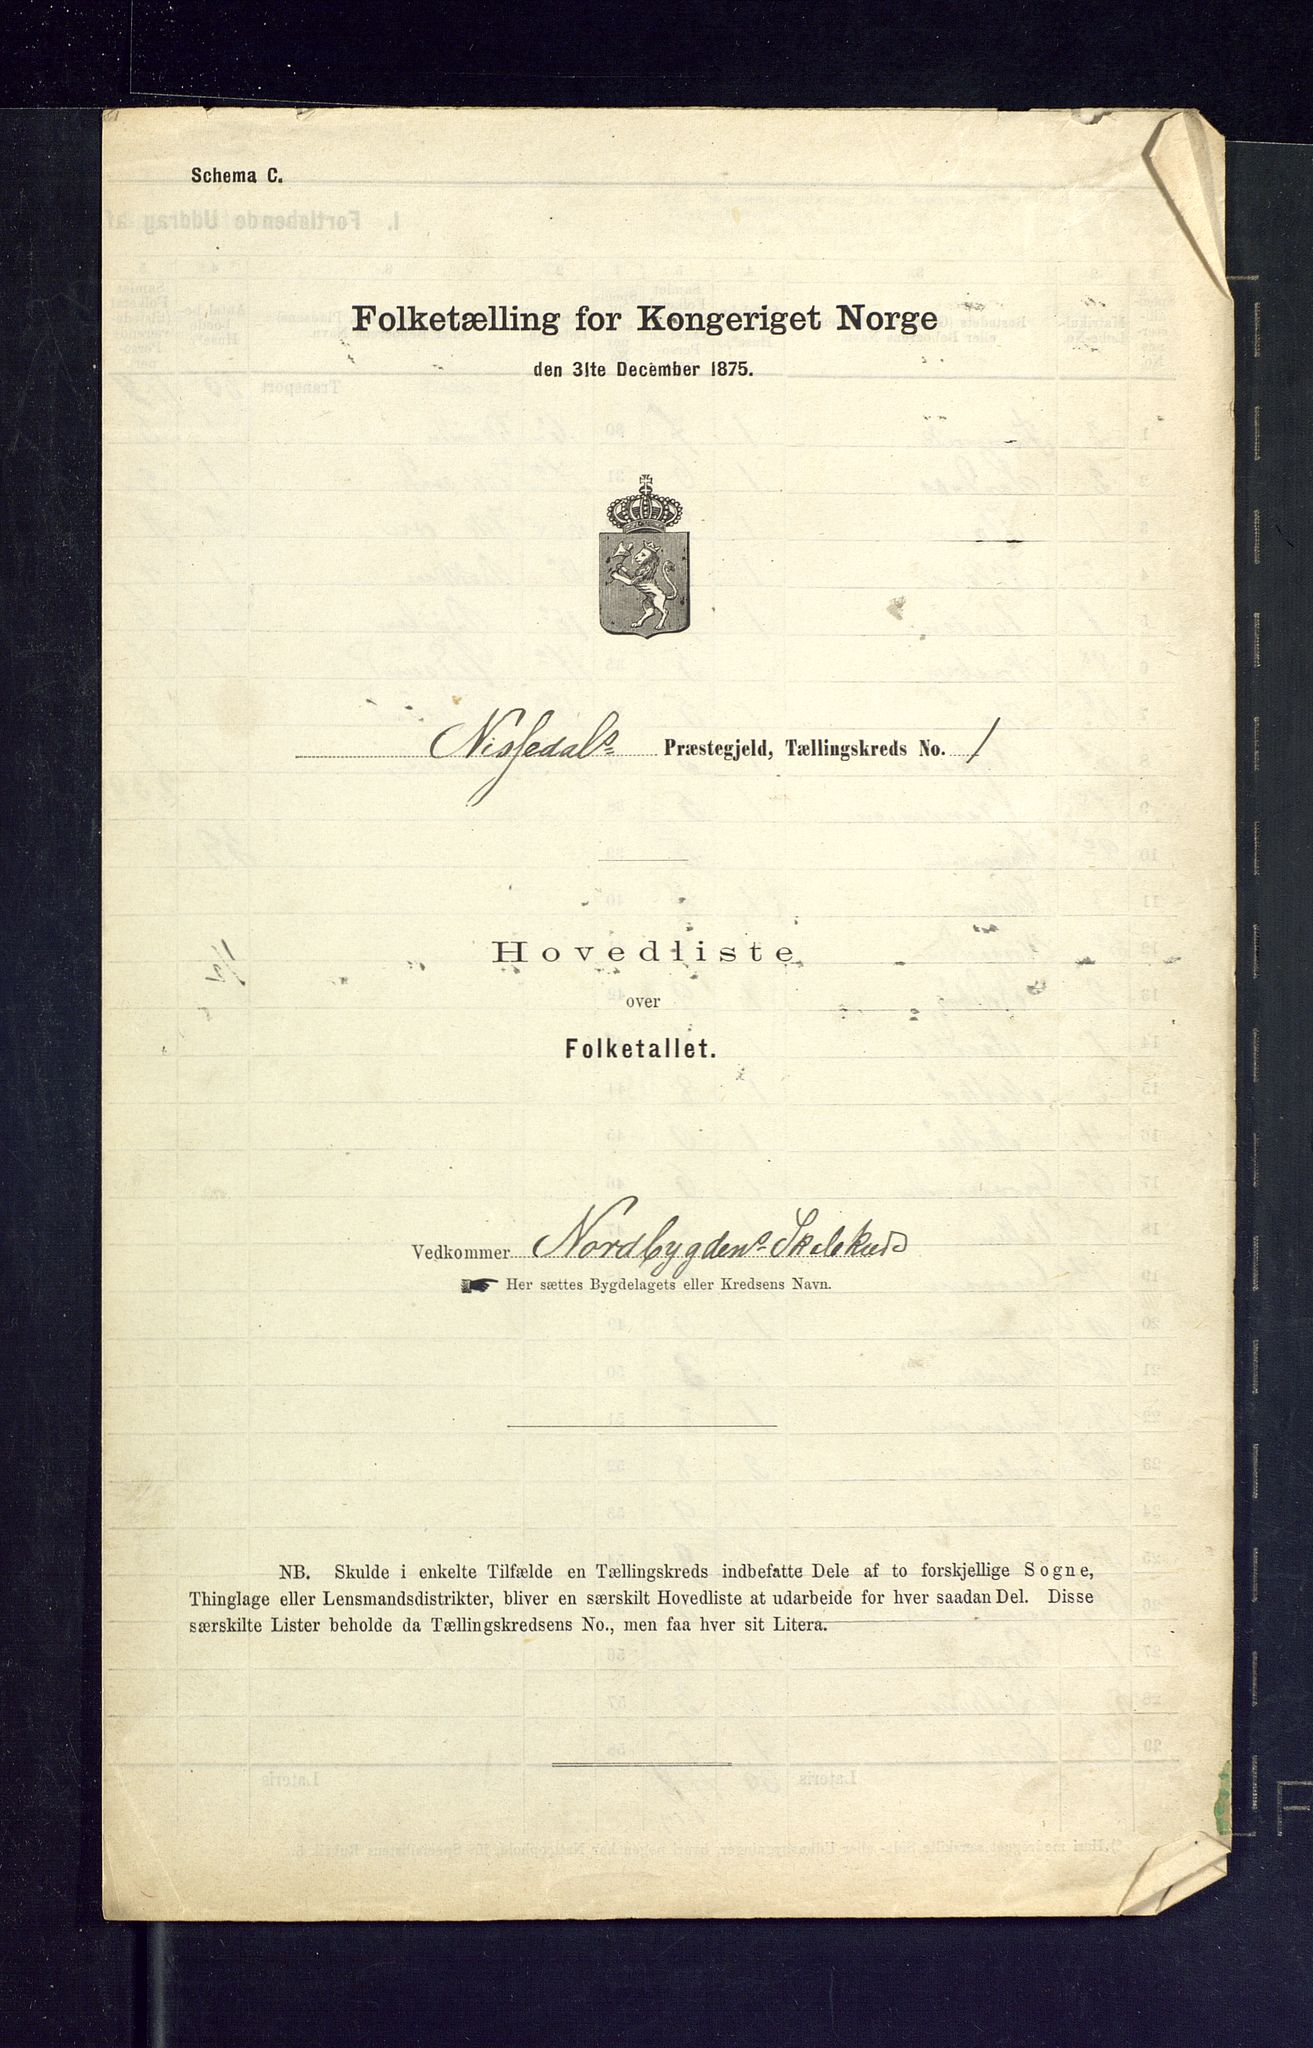 Schema C.
Folketælling for Kongeriget Norge
den 31te December 1875.
Nissedals Præstegjeld, Tællingskreds No. 1
Hovedliste
over
Folketallet.
Vedkommer Nordbygdens Skolekreds
Her sættes Bygdelagets eller Kredsens Navn.
NB. Skulde i enkelte Tilfælde en Tællingskreds indbefatte Dele af to forskjellige Sogne,
Thinglage eller Lensmandsdistrikter, bliver en særskilt Hovedliste at udarbeide for hver saadan Del. Disse
særskilte Lister beholde da Tællingskredsens No., men faa hver sit Litera.